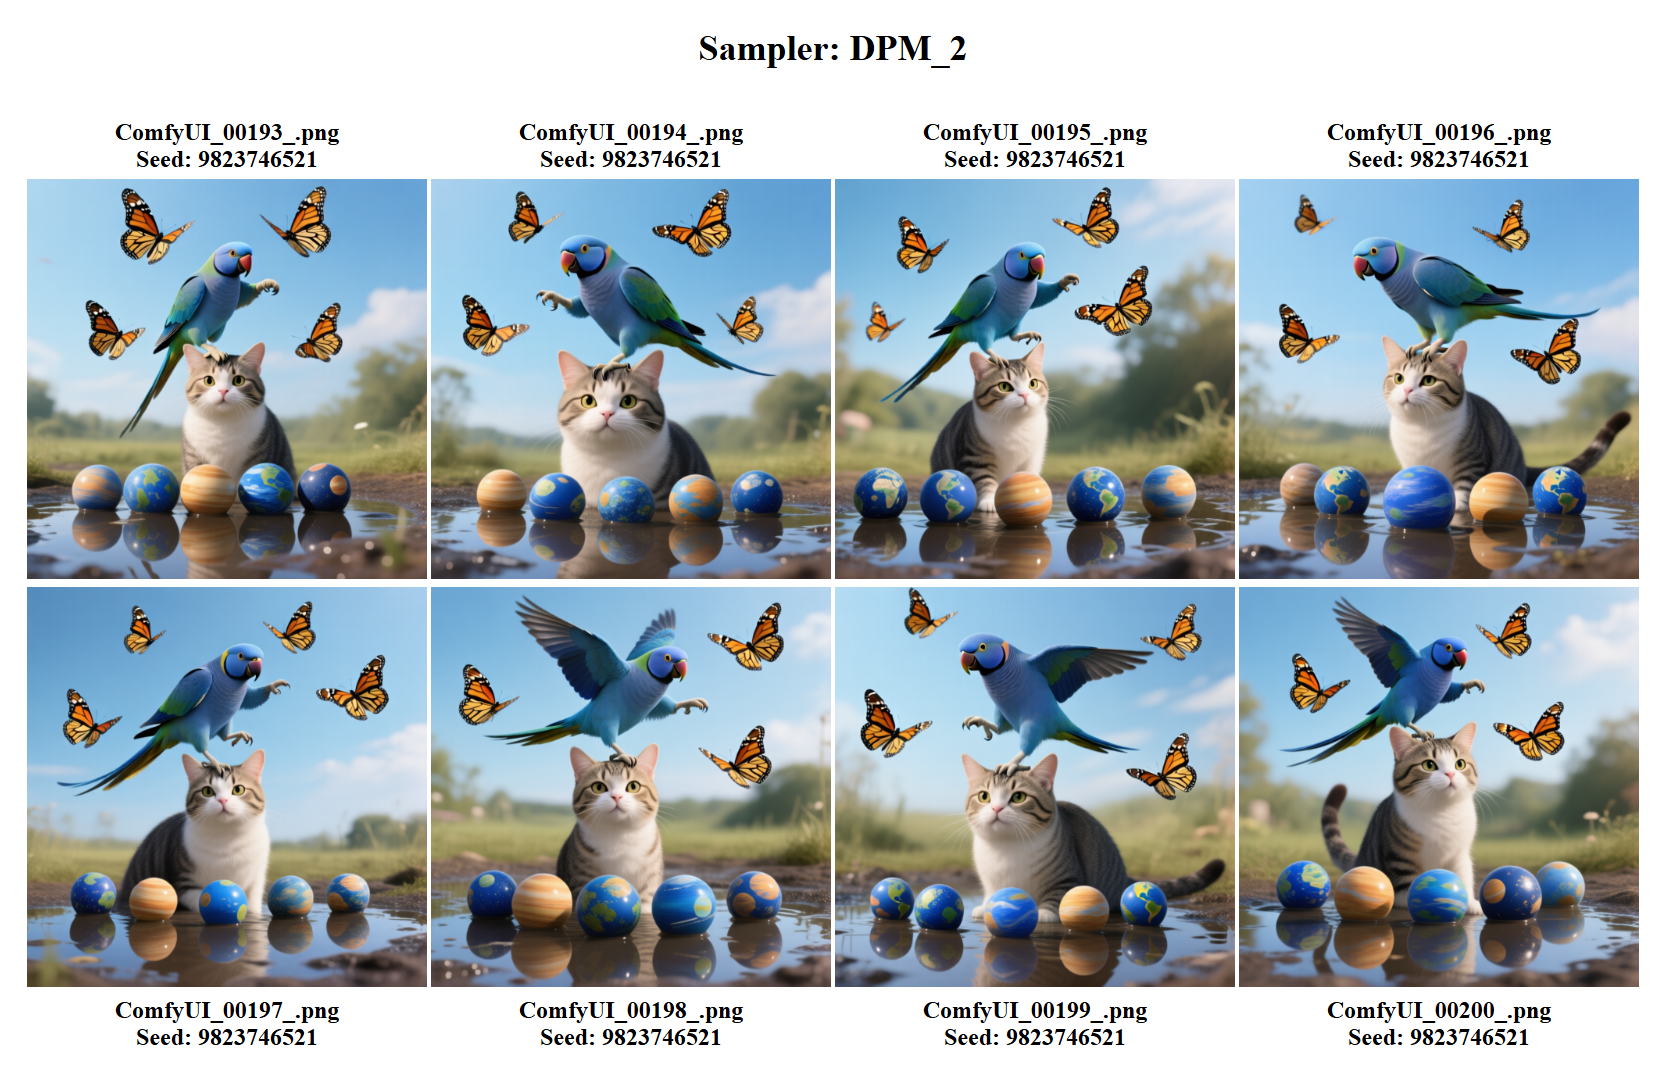 Sampler: DPM_2
ComfyUI_00193_.png
Seed: 9823746521
ComfyUI_00194_.png
Seed: 9823746521
ComfyUI_00195_.png
Seed: 9823746521
ComfyUI_00196_.png
Seed: 9823746521
ComfyUI_00197_.png
Seed: 9823746521
ComfyUI_00198_.png
Seed: 9823746521
ComfyUI_00199_.png
Seed: 9823746521
ComfyUI_00200_.png
Seed: 9823746521